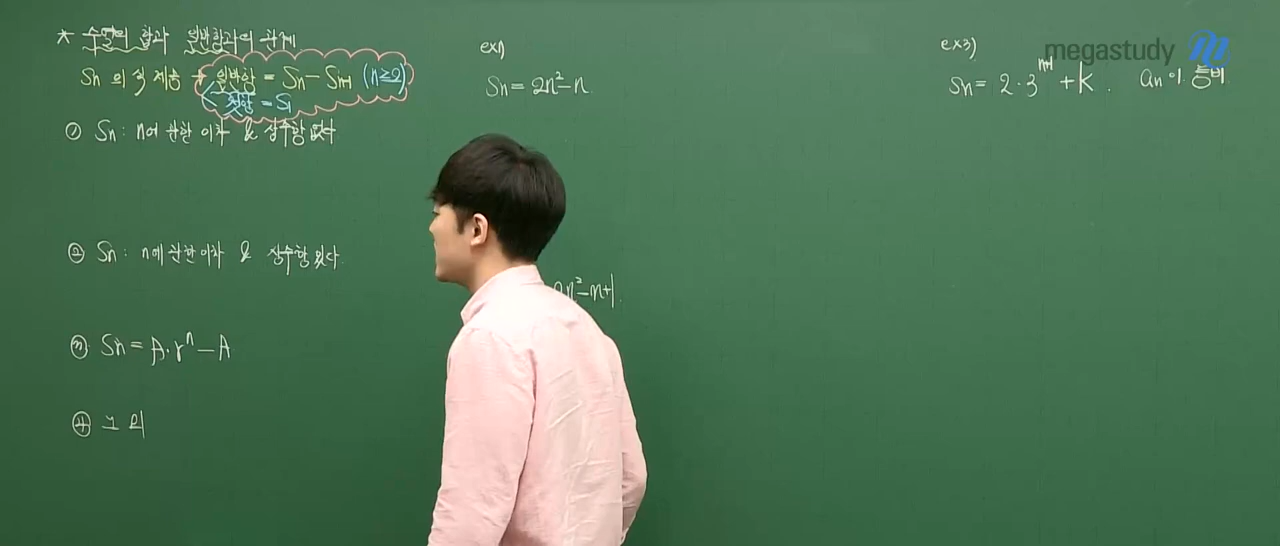 * 수열의 합과 일반항과의 관계
Sn 의 식 제공 → 일반항 = Sn − Sn-1 (n≥2)
첫항 = S1
① Sn : n에 관한 이차 & 상수항 없다
② Sn : n에 관한 이차 & 상수항 있다.
③ Sn = A·rⁿ − A
④ 그 외
ex1)
Sn = 2n² − n.
2n² − n + 1.
ex3)
Sn = 2·3ⁿ⁺¹ + K. an이 등비
megastudy